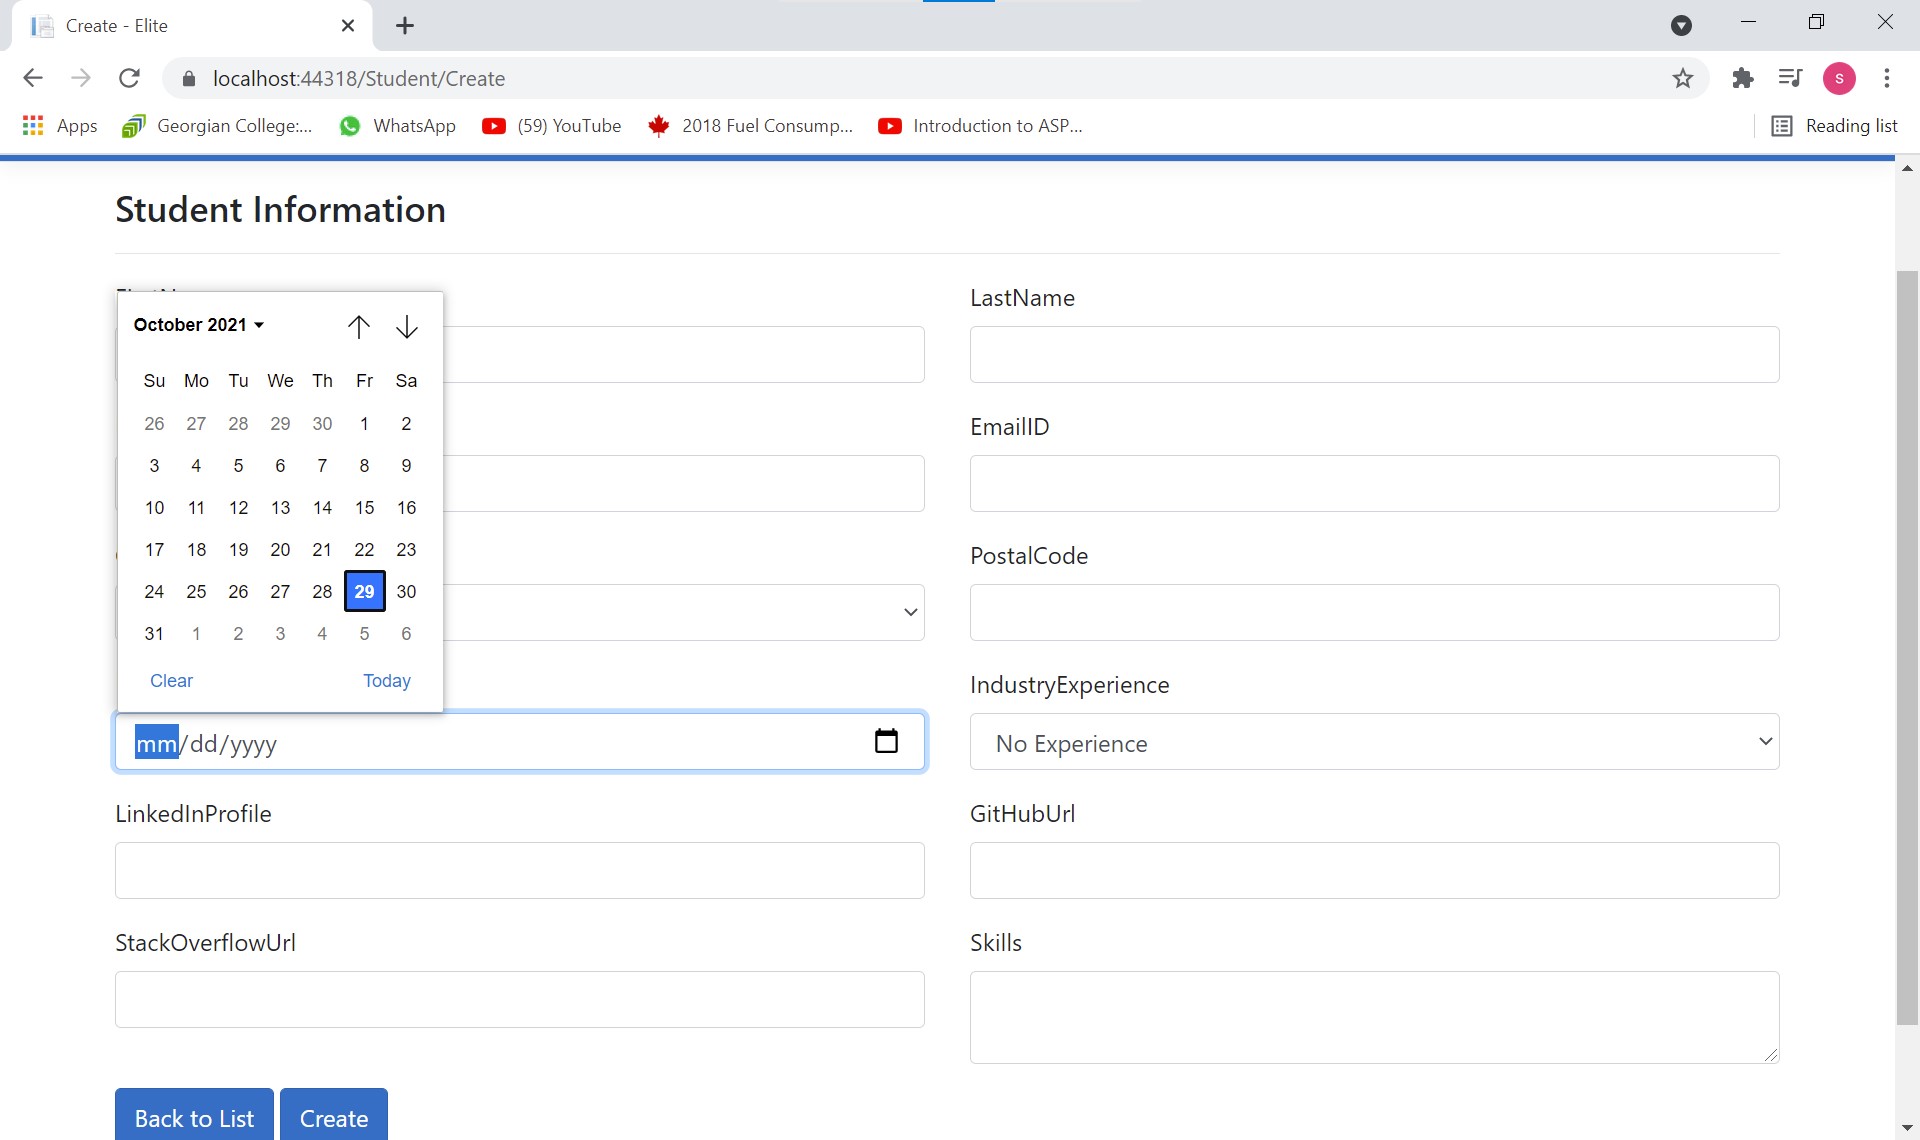 Create - Elite
localhost:44318/Student/Create
S
Apps
Georgian College:...
WhatsApp
(59) YouTube
2018 Fuel Consump...
Introduction to ASP...
Reading list
Student Information
LastName
October 2021
Su Mo Tu We Th Fr Sa
26 27 28 29 30 1 2
3 4 5 6 7 8 9
10 11 12 13 14 15 16
17 18 19 20 21 22 23
24 25 26 27 28 29 30
31 1 2 3 4 5 6
Clear Today
EmailID
PostalCode
mm/dd/yyyy
IndustryExperience
No Experience
LinkedInProfile
GitHubUrl
StackOverflowUrl
Skills
Back to List
Create